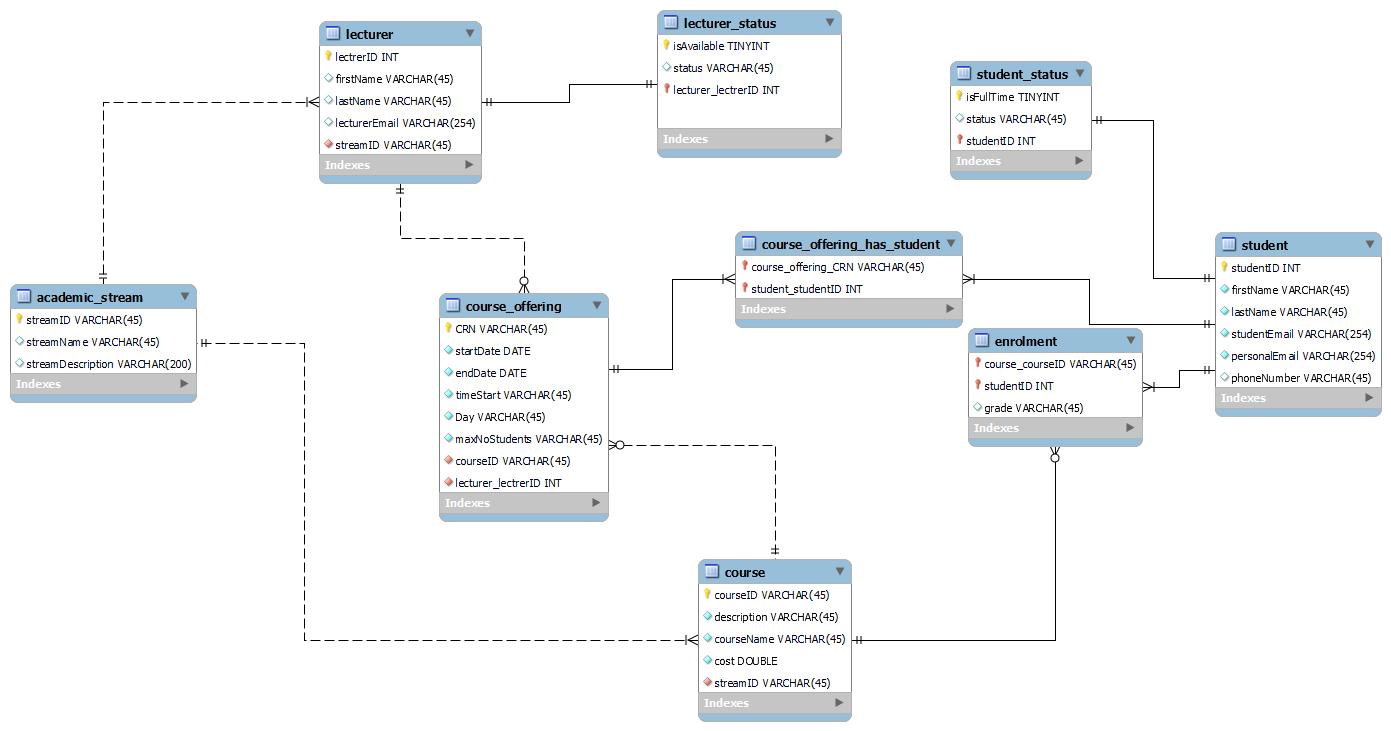 lecturer
lectrerID INT
firstName VARCHAR(45)
lastName VARCHAR(45)
lecturerEmail VARCHAR(254)
streamID VARCHAR(45)
Indexes
lecturer_status
isAvailable TINYINT
status VARCHAR(45)
lecturer_lectrerID INT
Indexes
student_status
isFullTime TINYINT
status VARCHAR(45)
studentID INT
Indexes
academic_stream
streamID VARCHAR(45)
streamName VARCHAR(45)
streamDescription VARCHAR(200)
Indexes
course_offering
CRN VARCHAR(45)
startDate DATE
endDate DATE
timeStart VARCHAR(45)
Day VARCHAR(45)
maxNoStudents VARCHAR(45)
courseID VARCHAR(45)
lecturer_lectrerID INT
Indexes
course_offering_has_student
course_offering_CRN VARCHAR(45)
student_studentID INT
Indexes
student
studentID INT
firstName VARCHAR(45)
lastName VARCHAR(45)
studentEmail VARCHAR(254)
personalEmail VARCHAR(254)
phoneNumber VARCHAR(45)
Indexes
enrolment
course_courseID VARCHAR(45)
studentID INT
grade VARCHAR(45)
Indexes
course
courseID VARCHAR(45)
description VARCHAR(45)
courseName VARCHAR(45)
cost DOUBLE
streamID VARCHAR(45)
Indexes